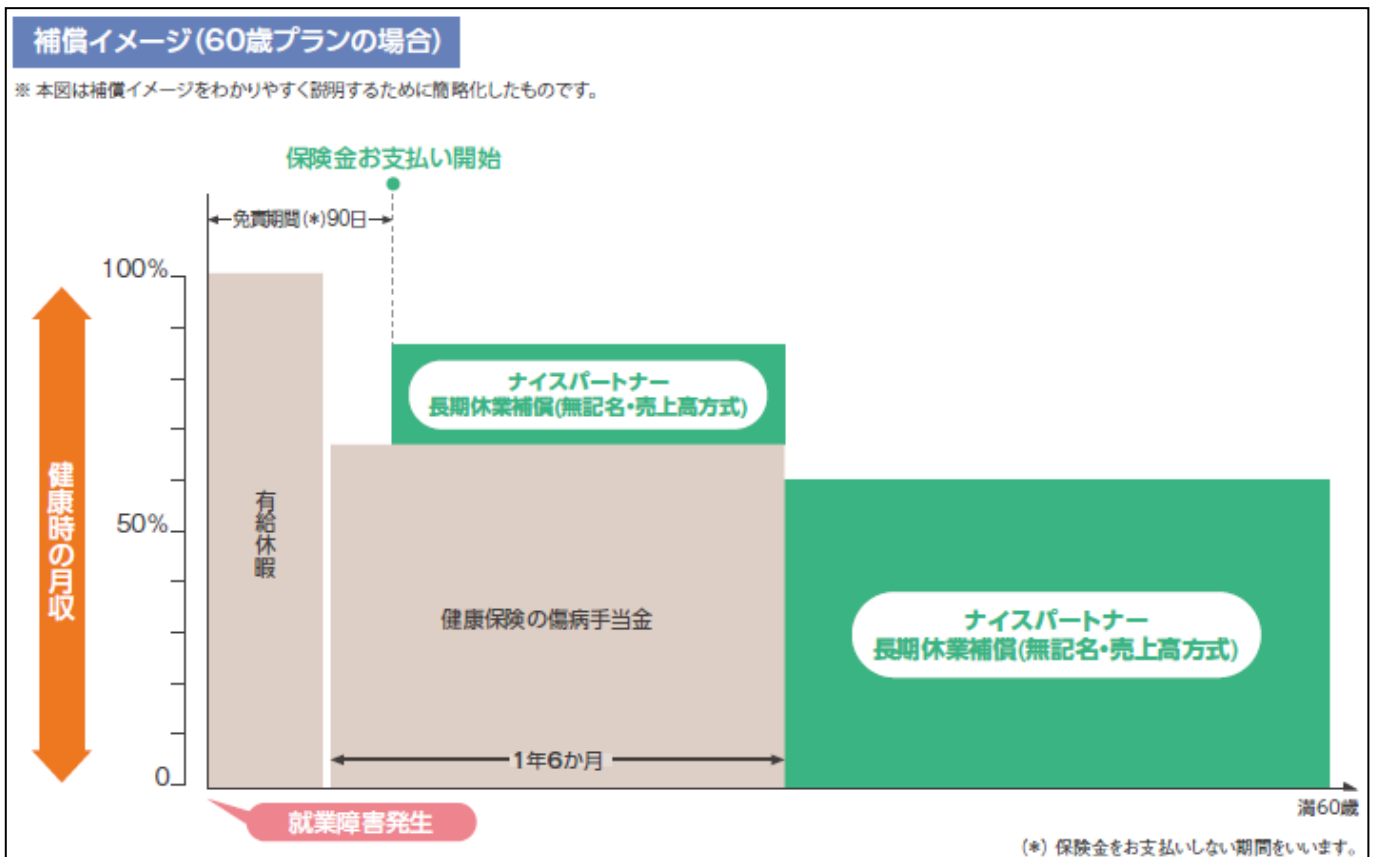 補償イメージ(60歳プランの場合)
※ 本図は補償イメージをわかりやすく説明するために簡略化したものです。
保険金お支払い開始
免責期間(*)90日
100%
ナイスパートナー
長期休業補償(無記名・売上高方式)
健康時の月収
有給休暇
50%
健康保険の傷病手当金
ナイスパートナー
長期休業補償(無記名・売上高方式)
1年6か月
0
就業障害発生
満60歳
(*) 保険金をお支払いしない期間をいいます。